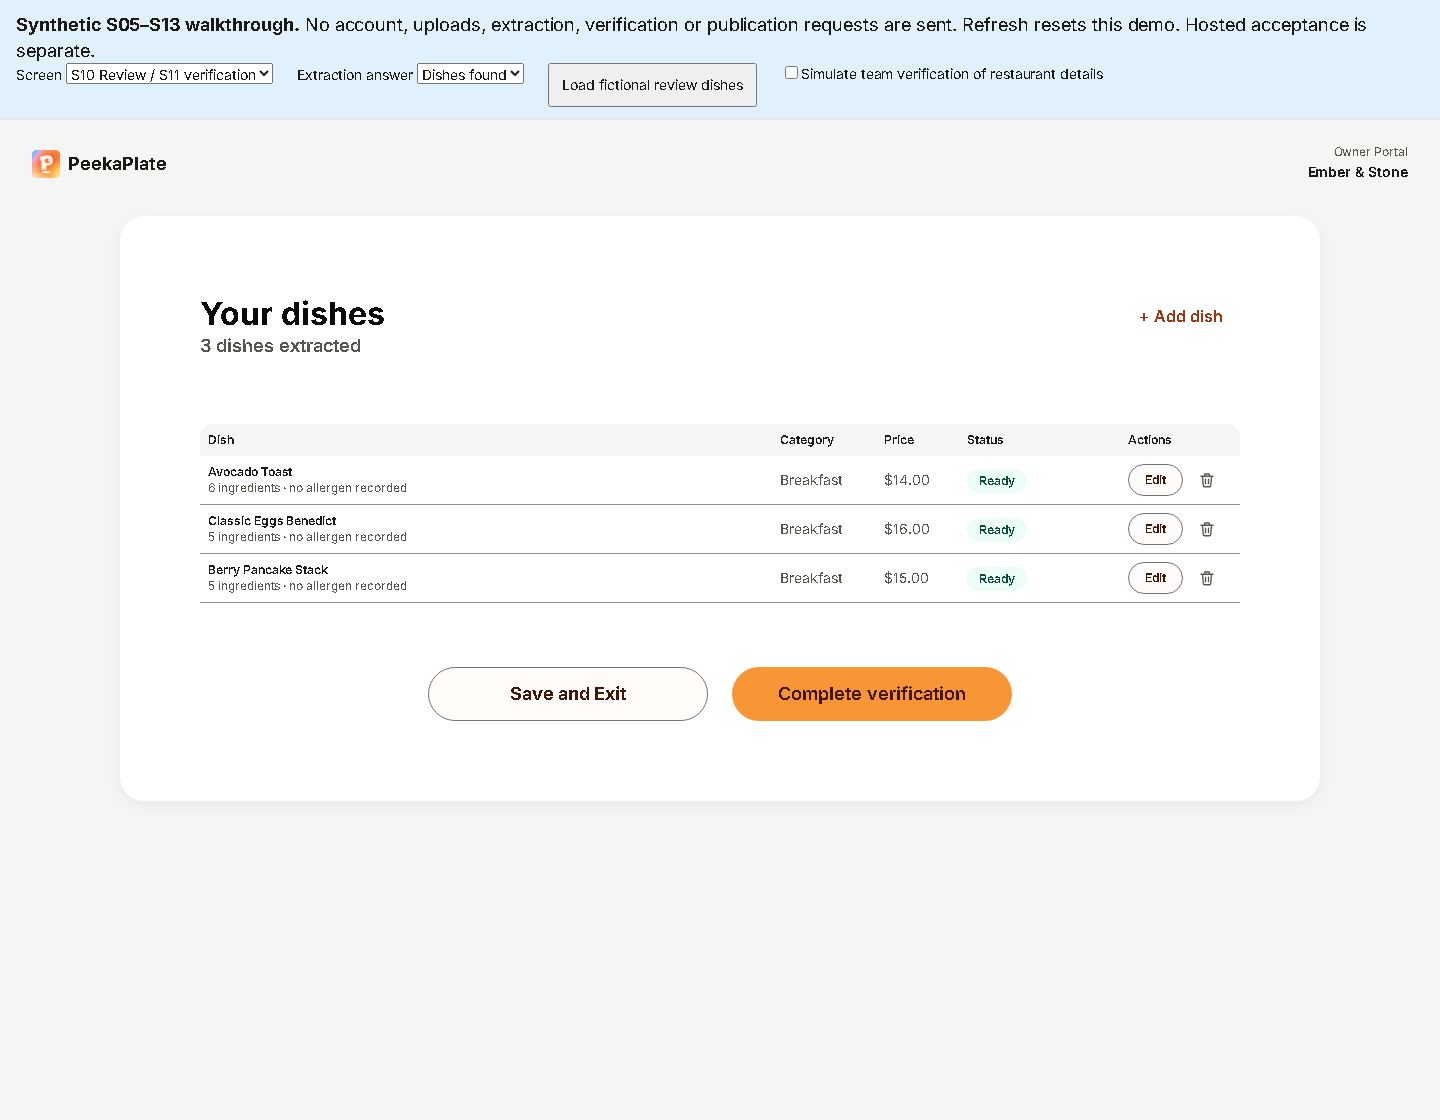 Synthetic S05–S13 walkthrough. No account, uploads, extraction, verification or publication requests are sent. Refresh resets this demo. Hosted acceptance is
separate.
Screen S10 Review / S11 verification Extraction answer Dishes found Load fictional review dishes Simulate team verification of restaurant details
PeekaPlate
Owner Portal
Ember & Stone
Your dishes
+ Add dish
3 dishes extracted
Dish Category Price Status Actions
Avocado Toast
6 ingredients · no allergen recorded
Breakfast $14.00 Ready Edit
Classic Eggs Benedict
5 ingredients · no allergen recorded
Breakfast $16.00 Ready Edit
Berry Pancake Stack
5 ingredients · no allergen recorded
Breakfast $15.00 Ready Edit
Save and Exit Complete verification